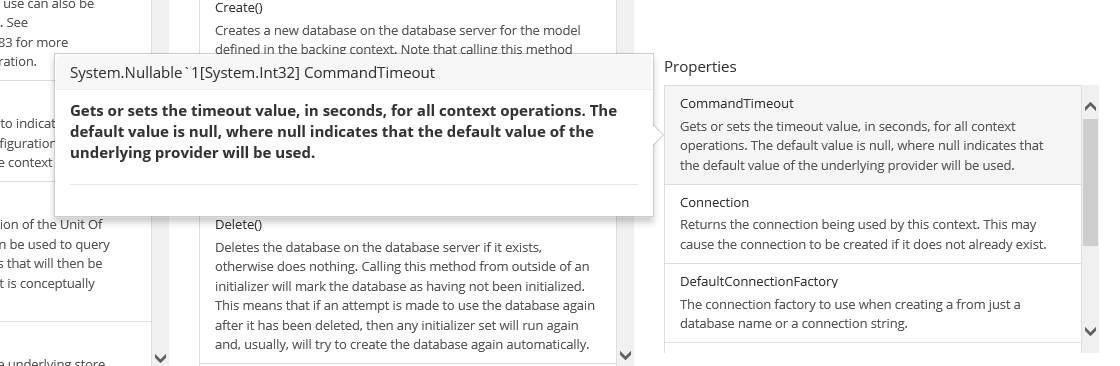 use can also be
. See
83 for more
ration.
to indicat
figuration
e context
ion of the Unit Of
n be used to query
s that will then be
t is conceptually
e underlying store
Create()
Creates a new database on the database server for the model
defined in the backing context. Note that calling this method
System.Nullable`1[System.Int32] CommandTimeout
Gets or sets the timeout value, in seconds, for all context operations. The
default value is null, where null indicates that the default value of the
underlying provider will be used.
Delete()
Deletes the database on the database server if it exists,
otherwise does nothing. Calling this method from outside of an
initializer will mark the database as having not been initialized.
This means that if an attempt is made to use the database again
after it has been deleted, then any initializer set will run again
and, usually, will try to create the database again automatically.
Properties
CommandTimeout
Gets or sets the timeout value, in seconds, for all context
operations. The default value is null, where null indicates that
the default value of the underlying provider will be used.
Connection
Returns the connection being used by this context. This may
cause the connection to be created if it does not already exist.
DefaultConnectionFactory
The connection factory to use when creating a from just a
database name or a connection string.